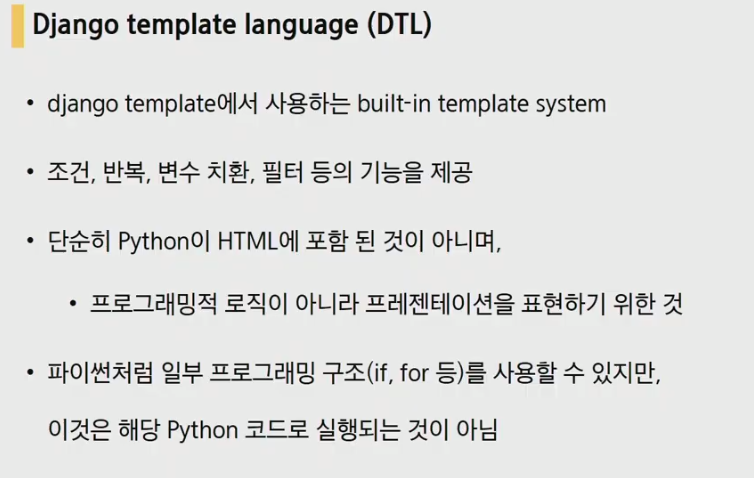 Django template language (DTL)
• django template에서 사용하는 built-in template system
• 조건, 반복, 변수 치환, 필터 등의 기능을 제공
• 단순히 Python이 HTML에 포함 된 것이 아니며,
• 프로그래밍적 로직이 아니라 프레젠테이션을 표현하기 위한 것
• 파이썬처럼 일부 프로그래밍 구조(if, for 등)를 사용할 수 있지만,
이것은 해당 Python 코드로 실행되는 것이 아님